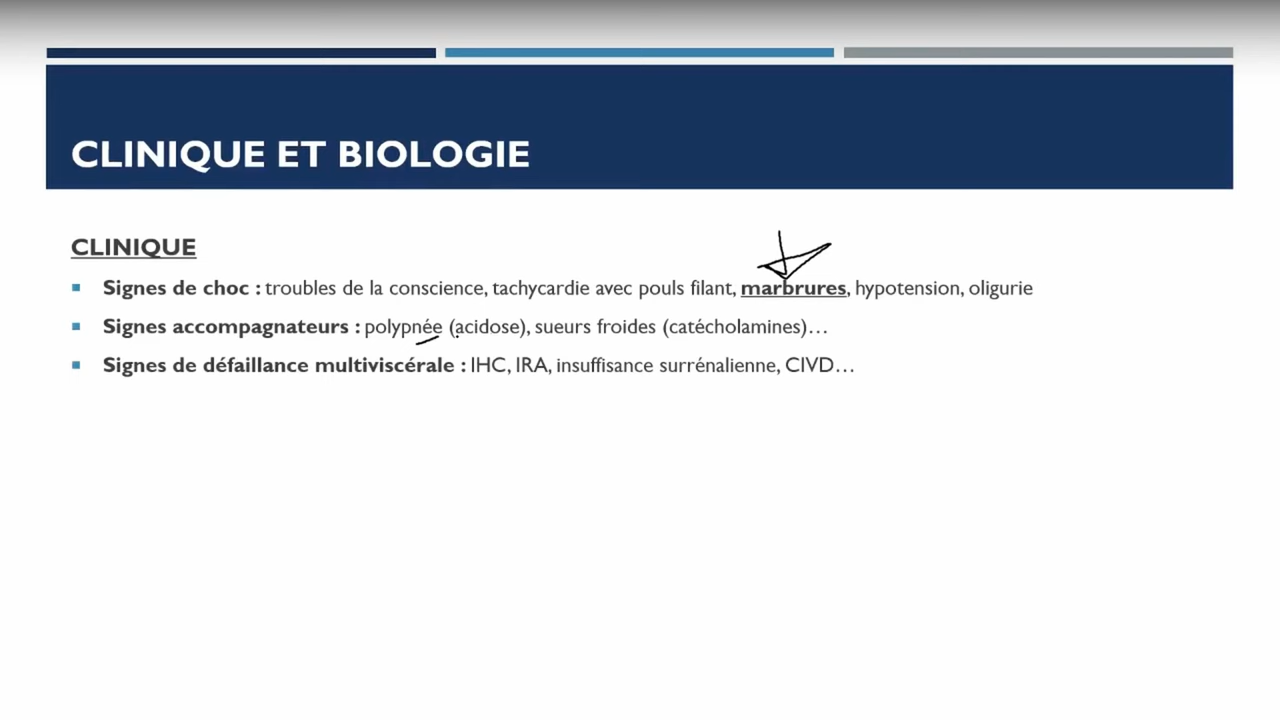 CLINIQUE ET BIOLOGIE
CLINIQUE
Signes de choc : troubles de la conscience, tachycardie avec pouls filant, marbrures, hypotension, oligurie
Signes accompagnateurs : polypnée (acidose), sueurs froides (catécholamines)…
Signes de défaillance multiviscérale : IHC, IRA, insuffisance surrénalienne, CIVD…